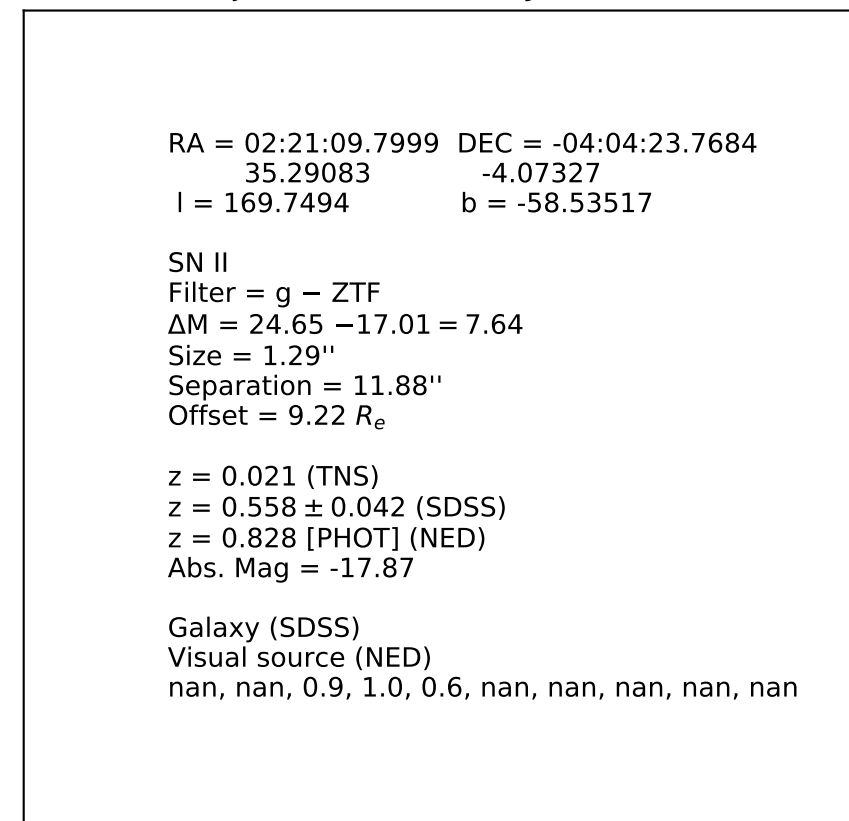 RA = 02:21:09.7999  DEC = -04:04:23.7684
35.29083  -4.07327
l = 169.7494  b = -58.53517
SN II
Filter = g − ZTF
ΔM = 24.65 −17.01 = 7.64
Size = 1.29''
Separation = 11.88''
Offset = 9.22 Re
z = 0.021 (TNS)
z = 0.558 ± 0.042 (SDSS)
z = 0.828 [PHOT] (NED)
Abs. Mag = -17.87
Galaxy (SDSS)
Visual source (NED)
nan, nan, 0.9, 1.0, 0.6, nan, nan, nan, nan, nan